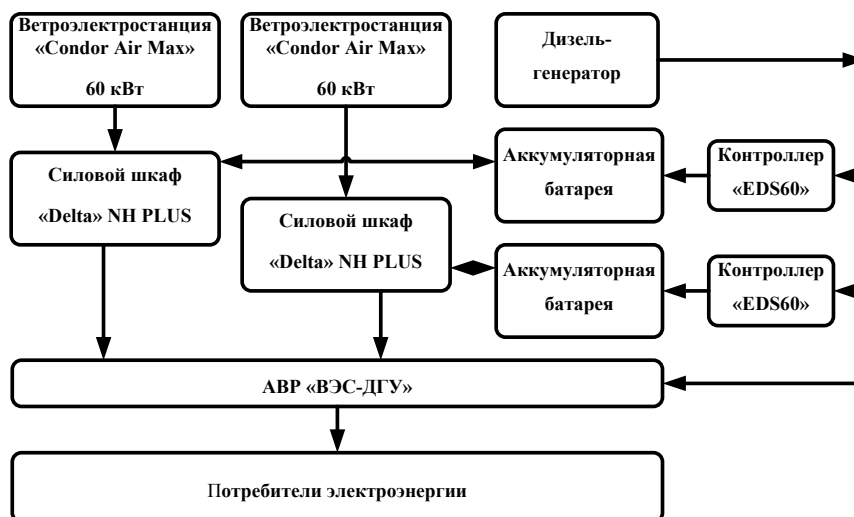 Ветроэлектростанция
«Condor Air Max»
60 кВт
Ветроэлектростанция
«Condor Air Max»
60 кВт
Дизель-
генератор
Силовой шкаф
«Delta» NH PLUS
Силовой шкаф
«Delta» NH PLUS
Аккумуляторная
батарея
Контроллер
«EDS60»
Аккумуляторная
батарея
Контроллер
«EDS60»
АВР «ВЭС-ДГУ»
Потребители электроэнергии